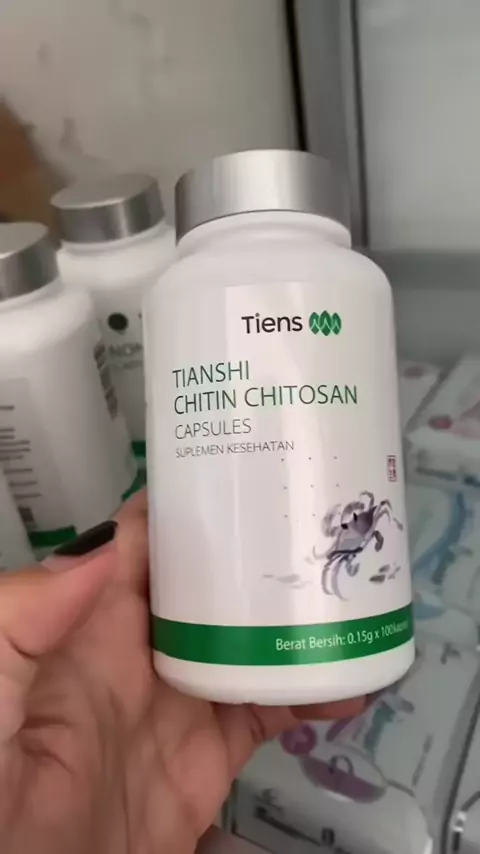 Tiens
TIANSHI
CHITIN CHITOSAN
CAPSULES
SUPLEMEN KESEHATAN
Berat Bersih: 0.15g x 100kapsul